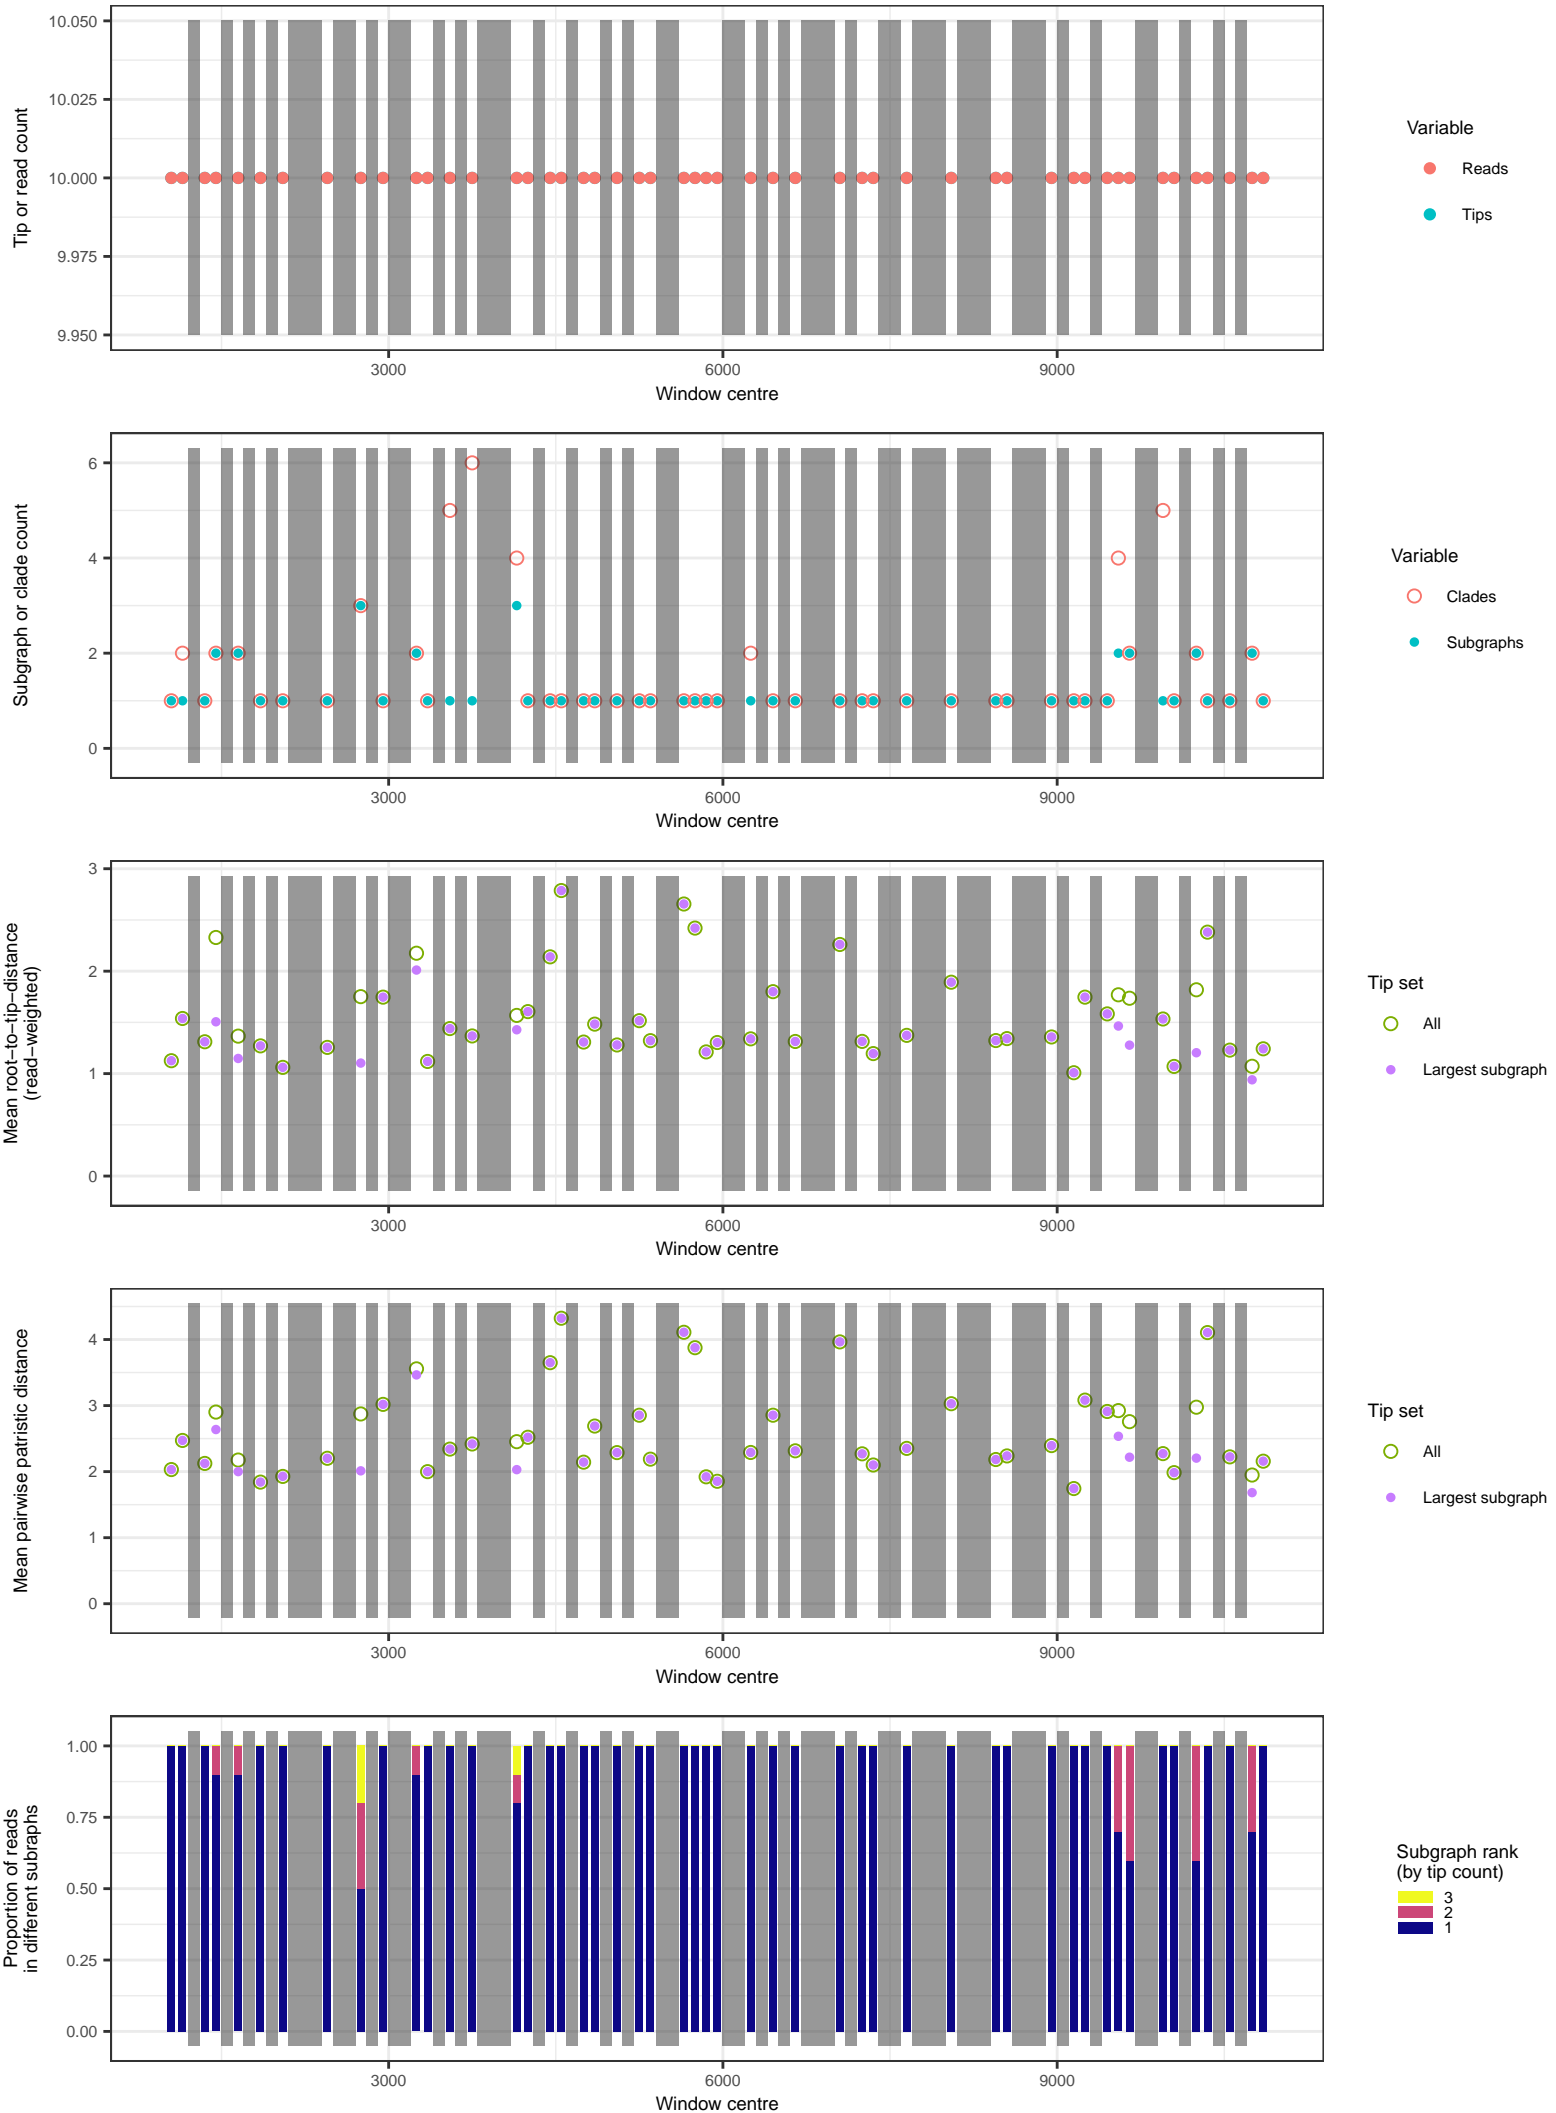 10.050
10.025
10.000
9.975
9.950
Tip or read count
3000
6000
9000
Window centre
Variable
Reads
Tips
6
4
2
0
Subgraph or clade count
3000
6000
9000
Window centre
Variable
Clades
Subgraphs
3
2
1
0
Mean root−to−tip−distance
(read−weighted)
3000
6000
9000
Window centre
Tip set
All
Largest subgraph
4
3
2
1
0
Mean pairwise patristic distance
3000
6000
9000
Window centre
Tip set
All
Largest subgraph
1.00
0.75
0.50
0.25
0.00
Proportion of reads
in different subraphs
3000
6000
9000
Window centre
Subgraph rank
(by tip count)
3
2
1